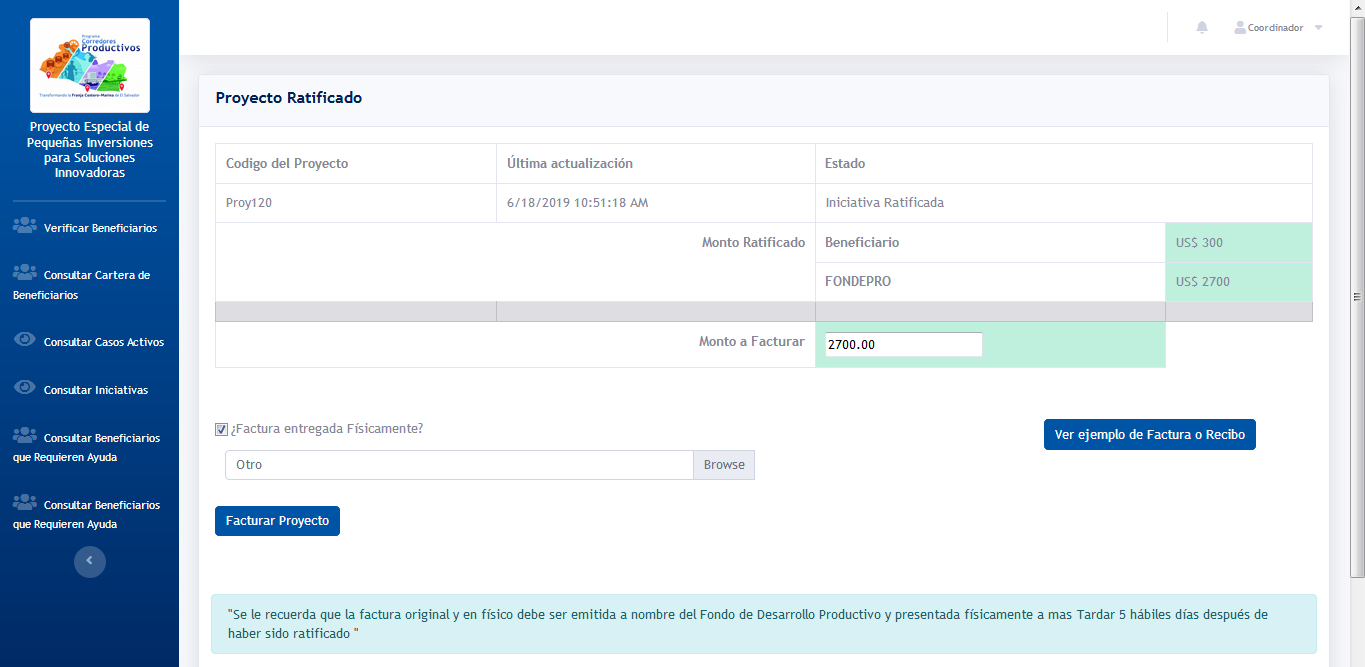 Programa
Corredores
Productivos
Transformando la Franja Costero-Marina de El Salvador
Proyecto Especial de
Pequeñas Inversiones
para Soluciones
Innovadoras
Verificar Beneficiarios
Consultar Cartera de
Beneficiarios
Consultar Casos Activos
Consultar Iniciativas
Consultar Beneficiarios
que Requieren Ayuda
Consultar Beneficiarios
que Requieren Ayuda
Coordinador
Proyecto Ratificado
Codigo del Proyecto Última actualización Estado
Proy120 6/18/2019 10:51:18 AM Iniciativa Ratificada
Monto Ratificado Beneficiario US$ 300
FONDEPRO US$ 2700
Monto a Facturar 2700.00
¿Factura entregada Físicamente?
Ver ejemplo de Factura o Recibo
Otro Browse
Facturar Proyecto
"Se le recuerda que la factura original y en físico debe ser emitida a nombre del Fondo de Desarrollo Productivo y presentada físicamente a mas Tardar 5 hábiles días después de
haber sido ratificado "